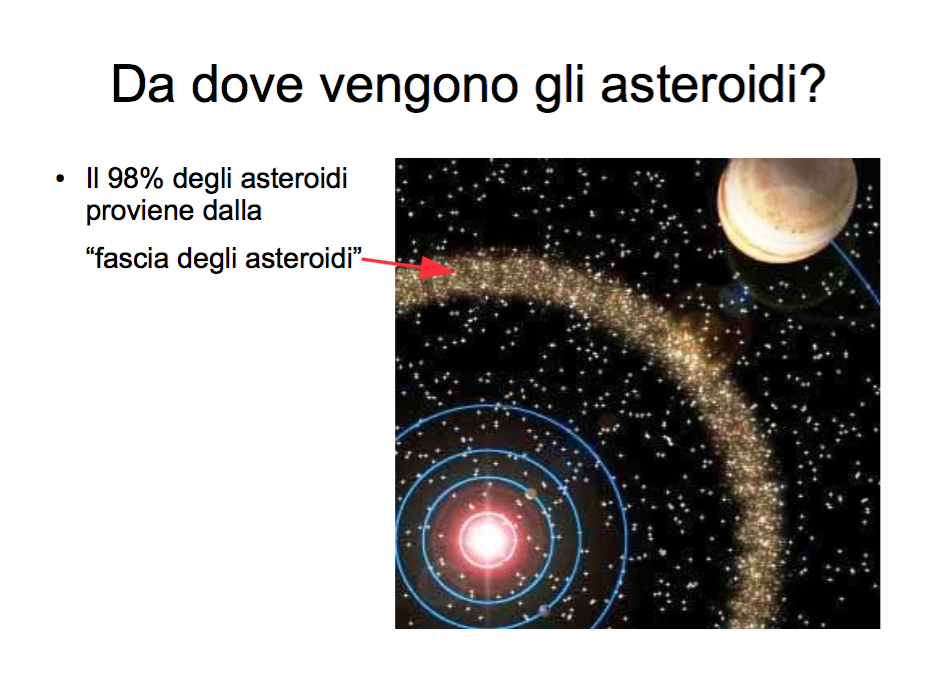 Da dove vengono gli asteroidi?
• Il 98% degli asteroidi
proviene dalla
“fascia degli asteroidi”